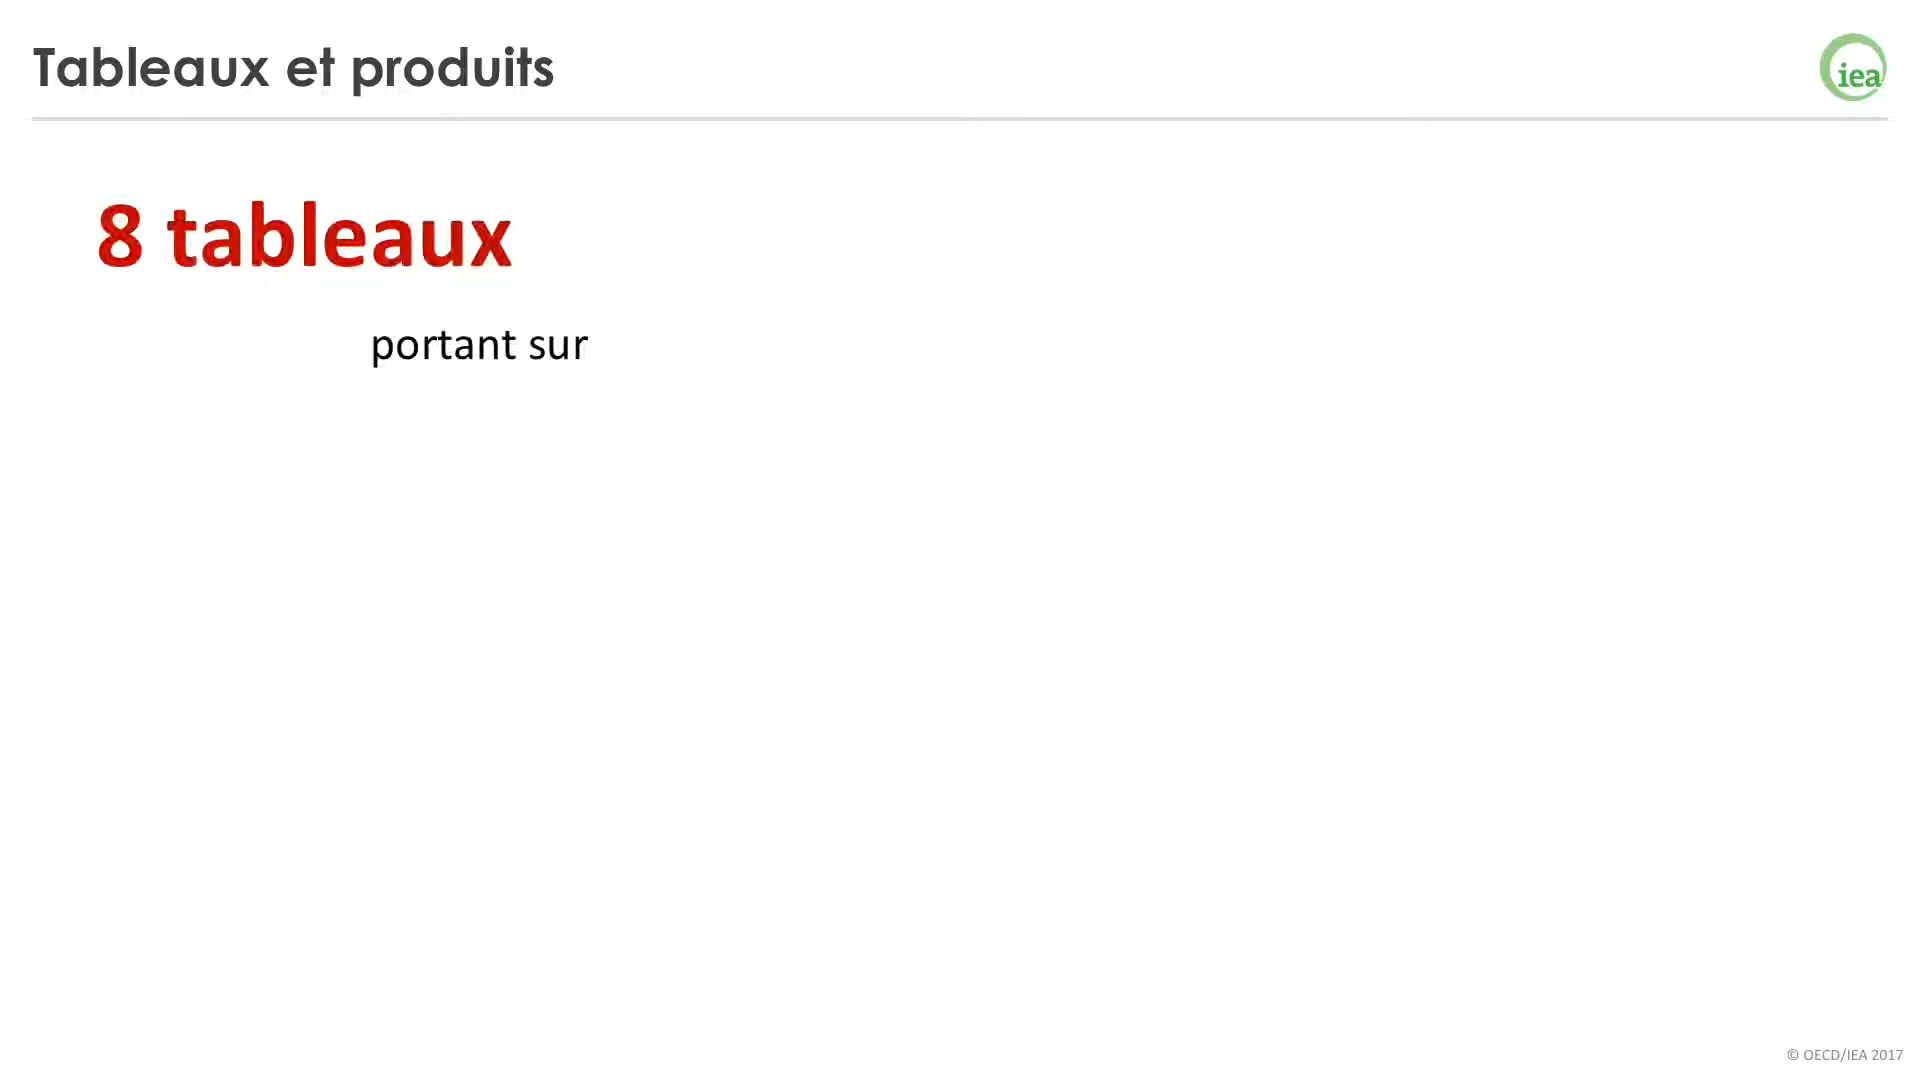 Tableaux et produits
iea
8 tableaux
portant sur
© OECD/IEA 2017